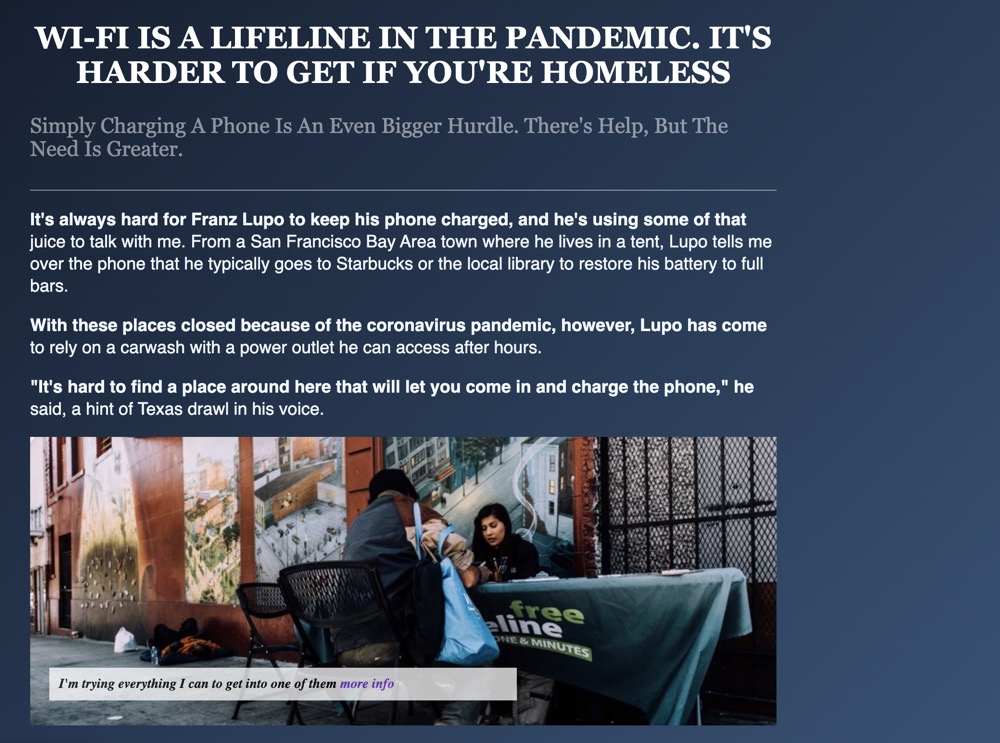 WI-FI IS A LIFELINE IN THE PANDEMIC. IT'S
HARDER TO GET IF YOU'RE HOMELESS
Simply Charging A Phone Is An Even Bigger Hurdle. There's Help, But The
Need Is Greater.
It's always hard for Franz Lupo to keep his phone charged, and he's using some of that
juice to talk with me. From a San Francisco Bay Area town where he lives in a tent, Lupo tells me
over the phone that he typically goes to Starbucks or the local library to restore his battery to full
bars.
With these places closed because of the coronavirus pandemic, however, Lupo has come
to rely on a carwash with a power outlet he can access after hours.
"It's hard to find a place around here that will let you come in and charge the phone," he
said, a hint of Texas drawl in his voice.
free
eline
ONE & MINUTES
I'm trying everything I can to get into one of them more info